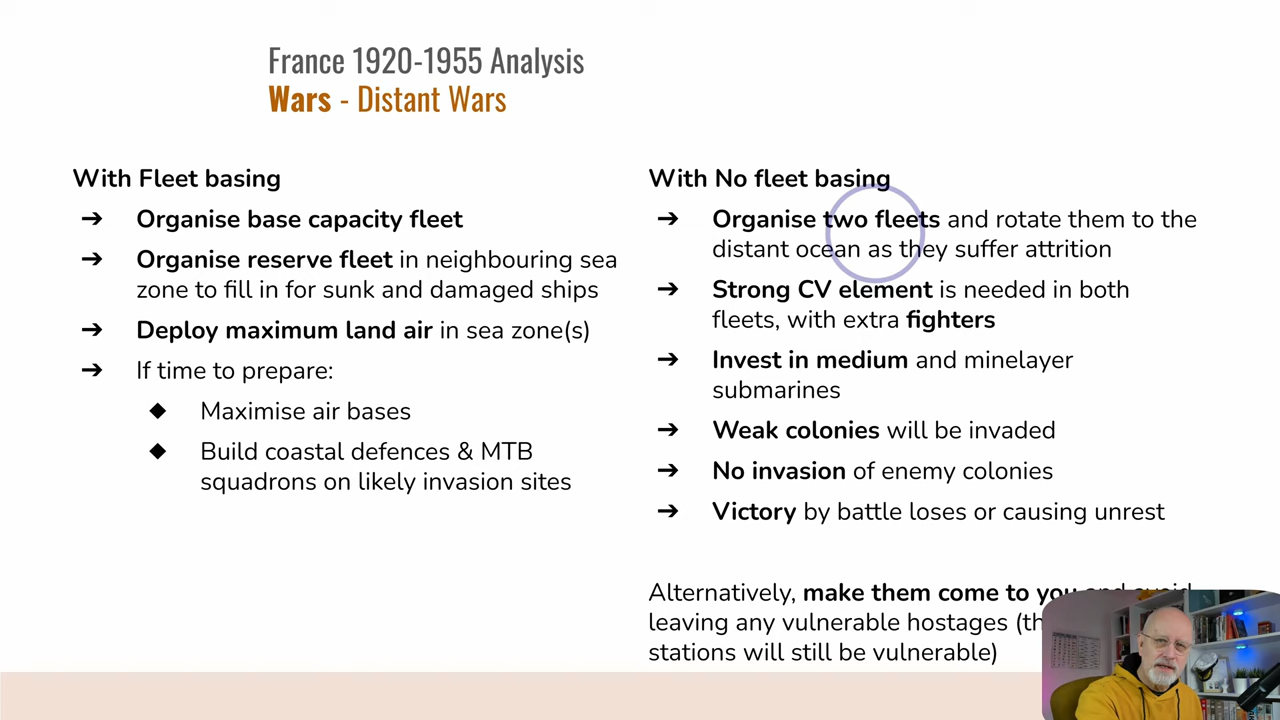 France 1920-1955 Analysis
Wars - Distant Wars
With Fleet basing
➔ Organise base capacity fleet
➔ Organise reserve fleet in neighbouring sea
zone to fill in for sunk and damaged ships
➔ Deploy maximum land air in sea zone(s)
➔ If time to prepare:
◆ Maximise air bases
◆ Build coastal defences & MTB
squadrons on likely invasion sites
With No fleet basing
➔ Organise two fleets and rotate them to the
distant ocean as they suffer attrition
➔ Strong CV element is needed in both
fleets, with extra fighters
➔ Invest in medium and minelayer
submarines
➔ Weak colonies will be invaded
➔ No invasion of enemy colonies
➔ Victory by battle loses or causing unrest
Alternatively, make them come to you and avoid
leaving any vulnerable hostages
stations will still be vulnerable)